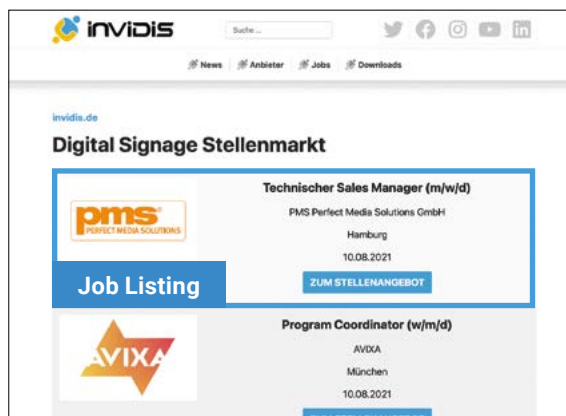 invidis
Suche ...
News Anbieter Jobs Downloads
invidis.de
Digital Signage Stellenmarkt
Technischer Sales Manager (m/w/d)
pms
PERFECT MEDIA SOLUTIONS
PMS Perfect Media Solutions GmbH
Hamburg
10.08.2021
ZUM STELLENANGEBOT
Job Listing
Program Coordinator (w/m/d)
AVIXA
AVIXA
München
10.08.2021